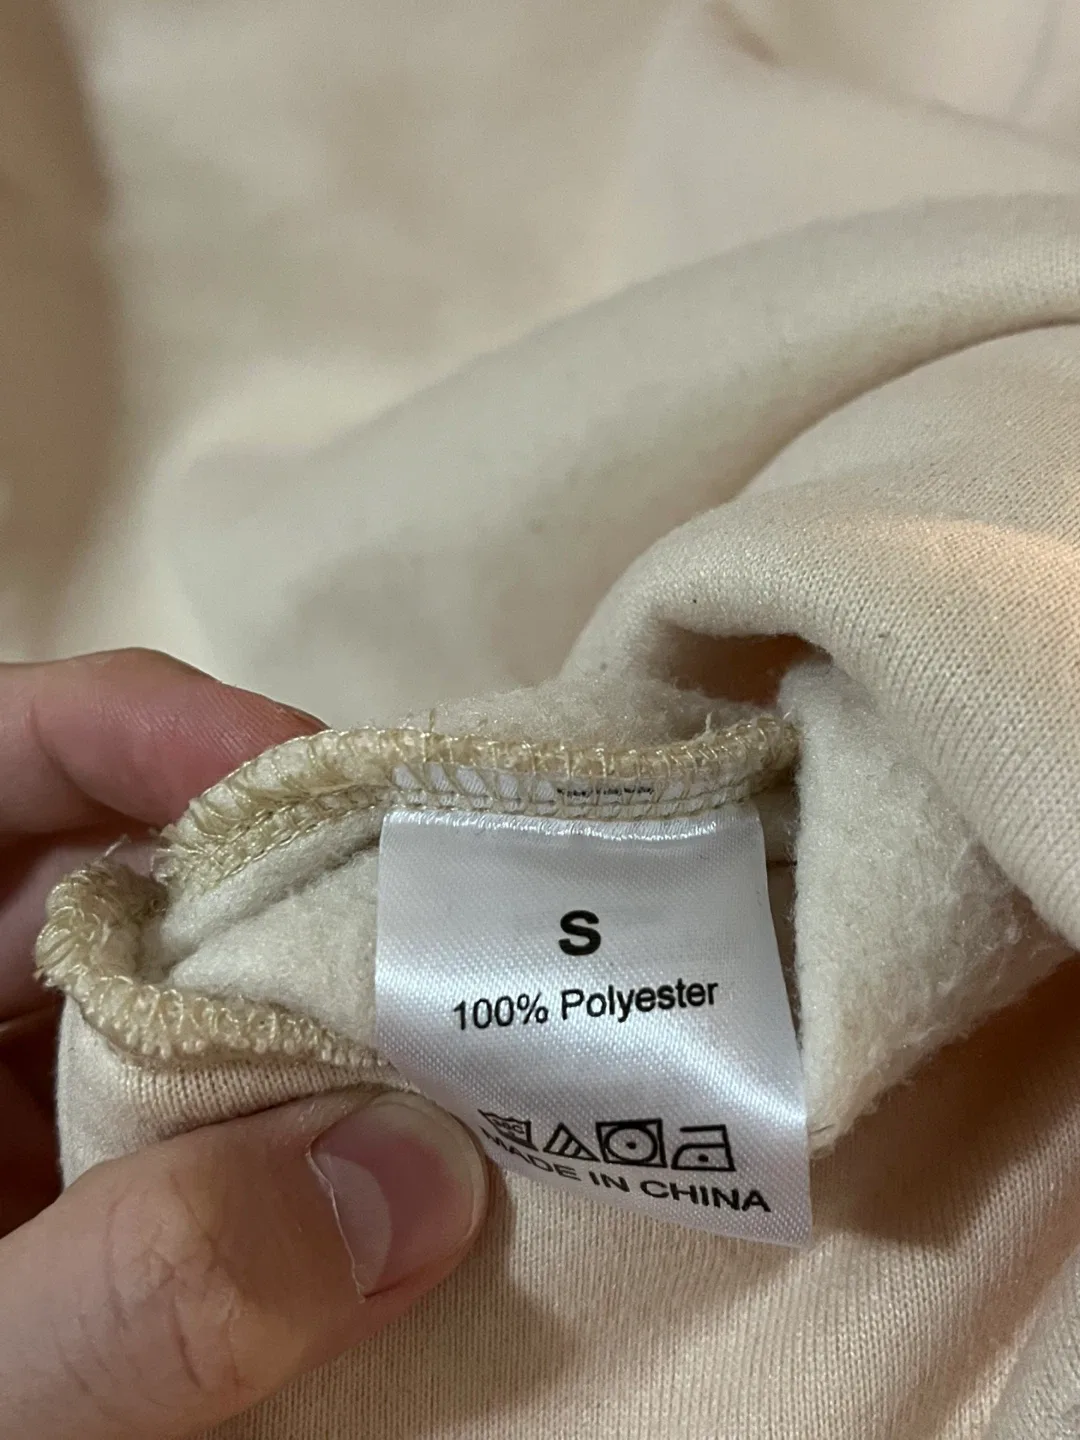 S
100% Polyester
MADE IN CHINA